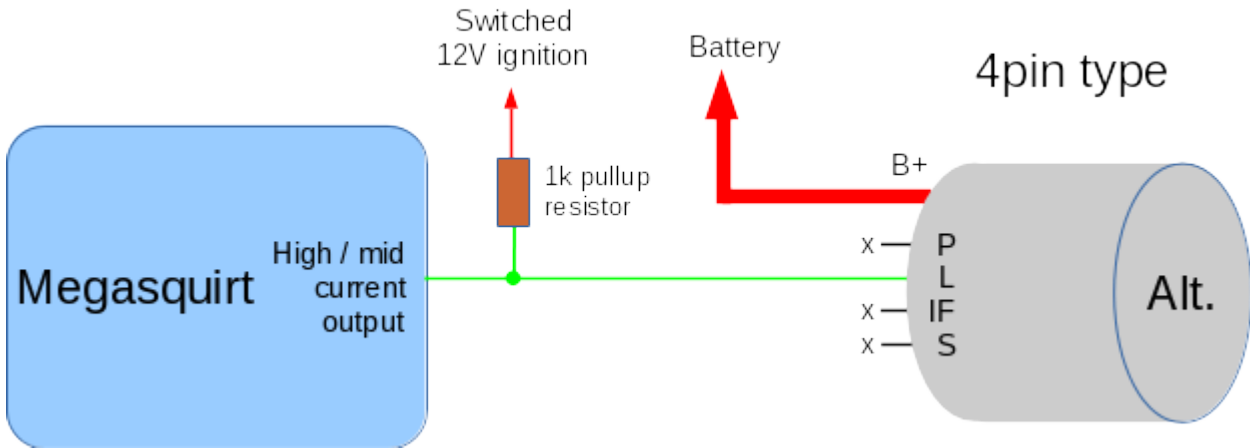 Switched
12V ignition
Battery
4pin type
1k pullup
resistor
B+
High / mid
current
output
Megasquirt
x
P
L
x
IF
x
S
Alt.